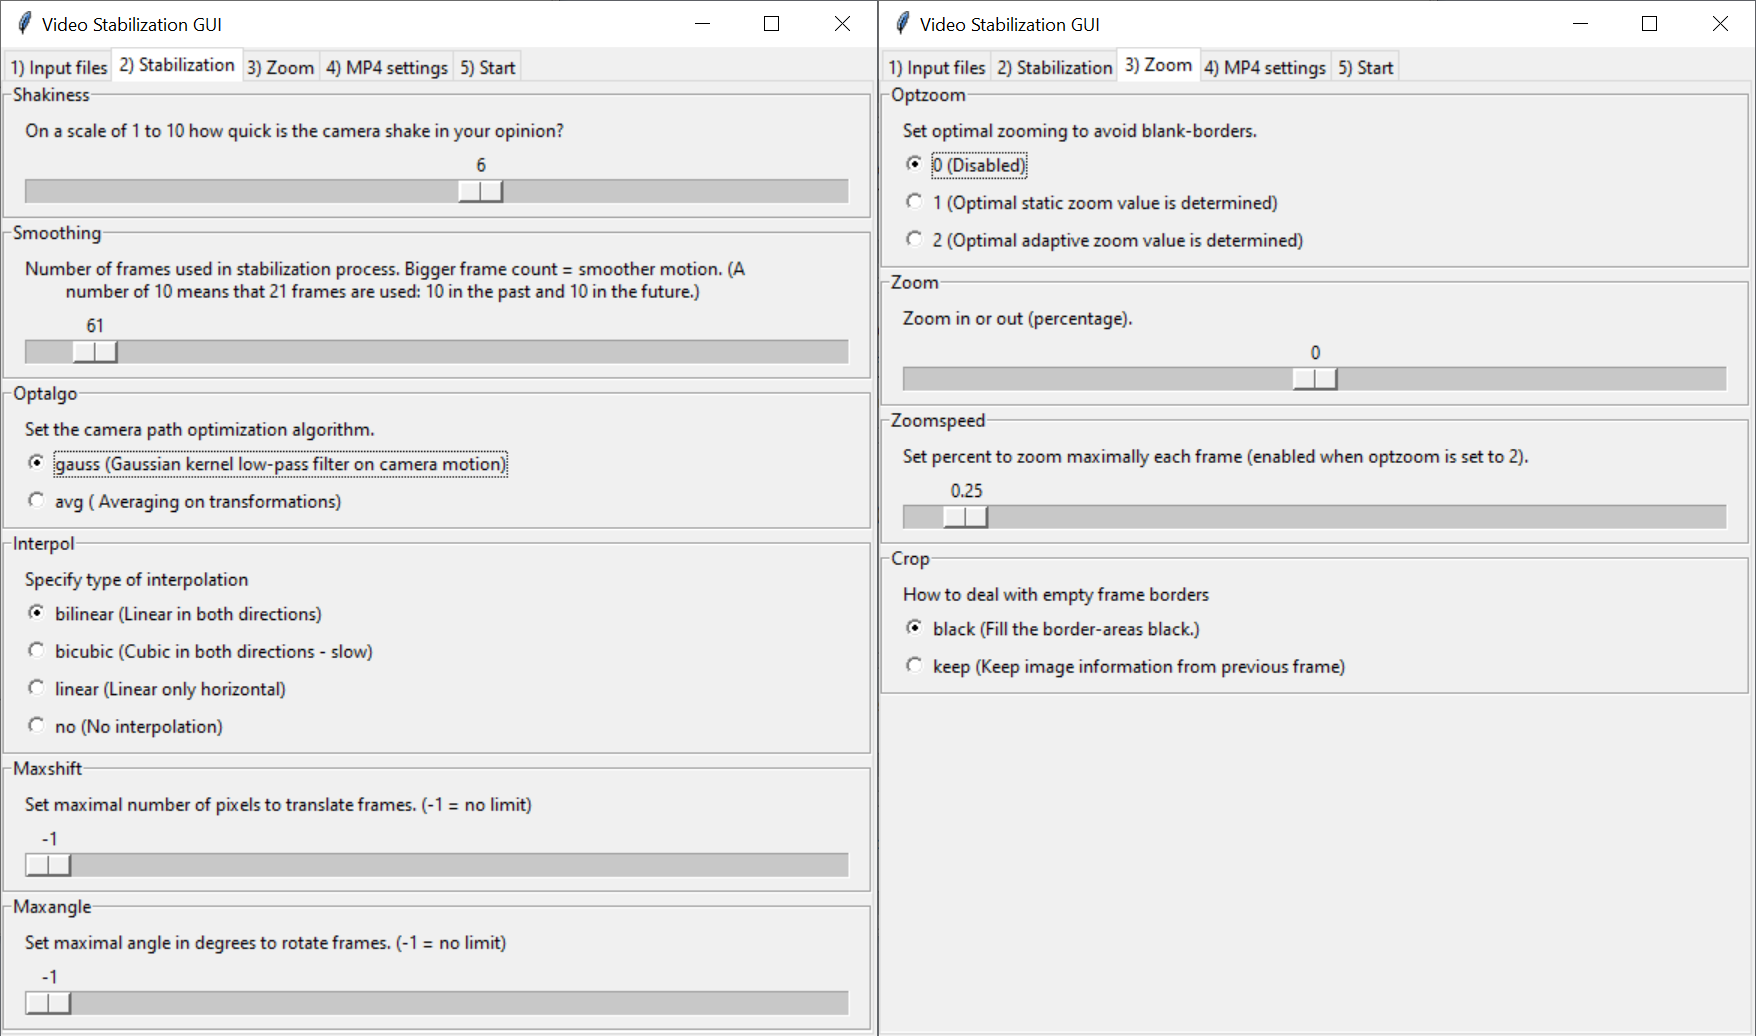 Video Stabilization GUI
1) Input files
2) Stabilization
3) Zoom
4) MP4 settings
5) Start
Shakiness
On a scale of 1 to 10 how quick is the camera shake in your opinion?
6
Smoothing
Number of frames used in stabilization process. Bigger frame count = smoother motion. (A
number of 10 means that 21 frames are used: 10 in the past and 10 in the future.)
61
Optalgo
Set the camera path optimization algorithm.
gauss (Gaussian kernel low-pass filter on camera motion)
avg ( Averaging on transformations)
Interpol
Specify type of interpolation
bilinear (Linear in both directions)
bicubic (Cubic in both directions - slow)
linear (Linear only horizontal)
no (No interpolation)
Maxshift
Set maximal number of pixels to translate frames. (-1 = no limit)
-1
Maxangle
Set maximal angle in degrees to rotate frames. (-1 = no limit)
-1
Video Stabilization GUI
1) Input files
2) Stabilization
3) Zoom
4) MP4 settings
5) Start
Optzoom
Set optimal zooming to avoid blank-borders.
0 (Disabled)
1 (Optimal static zoom value is determined)
2 (Optimal adaptive zoom value is determined)
Zoom
Zoom in or out (percentage).
0
Zoomspeed
Set percent to zoom maximally each frame (enabled when optzoom is set to 2).
0.25
Crop
How to deal with empty frame borders
black (Fill the border-areas black.)
keep (Keep image information from previous frame)